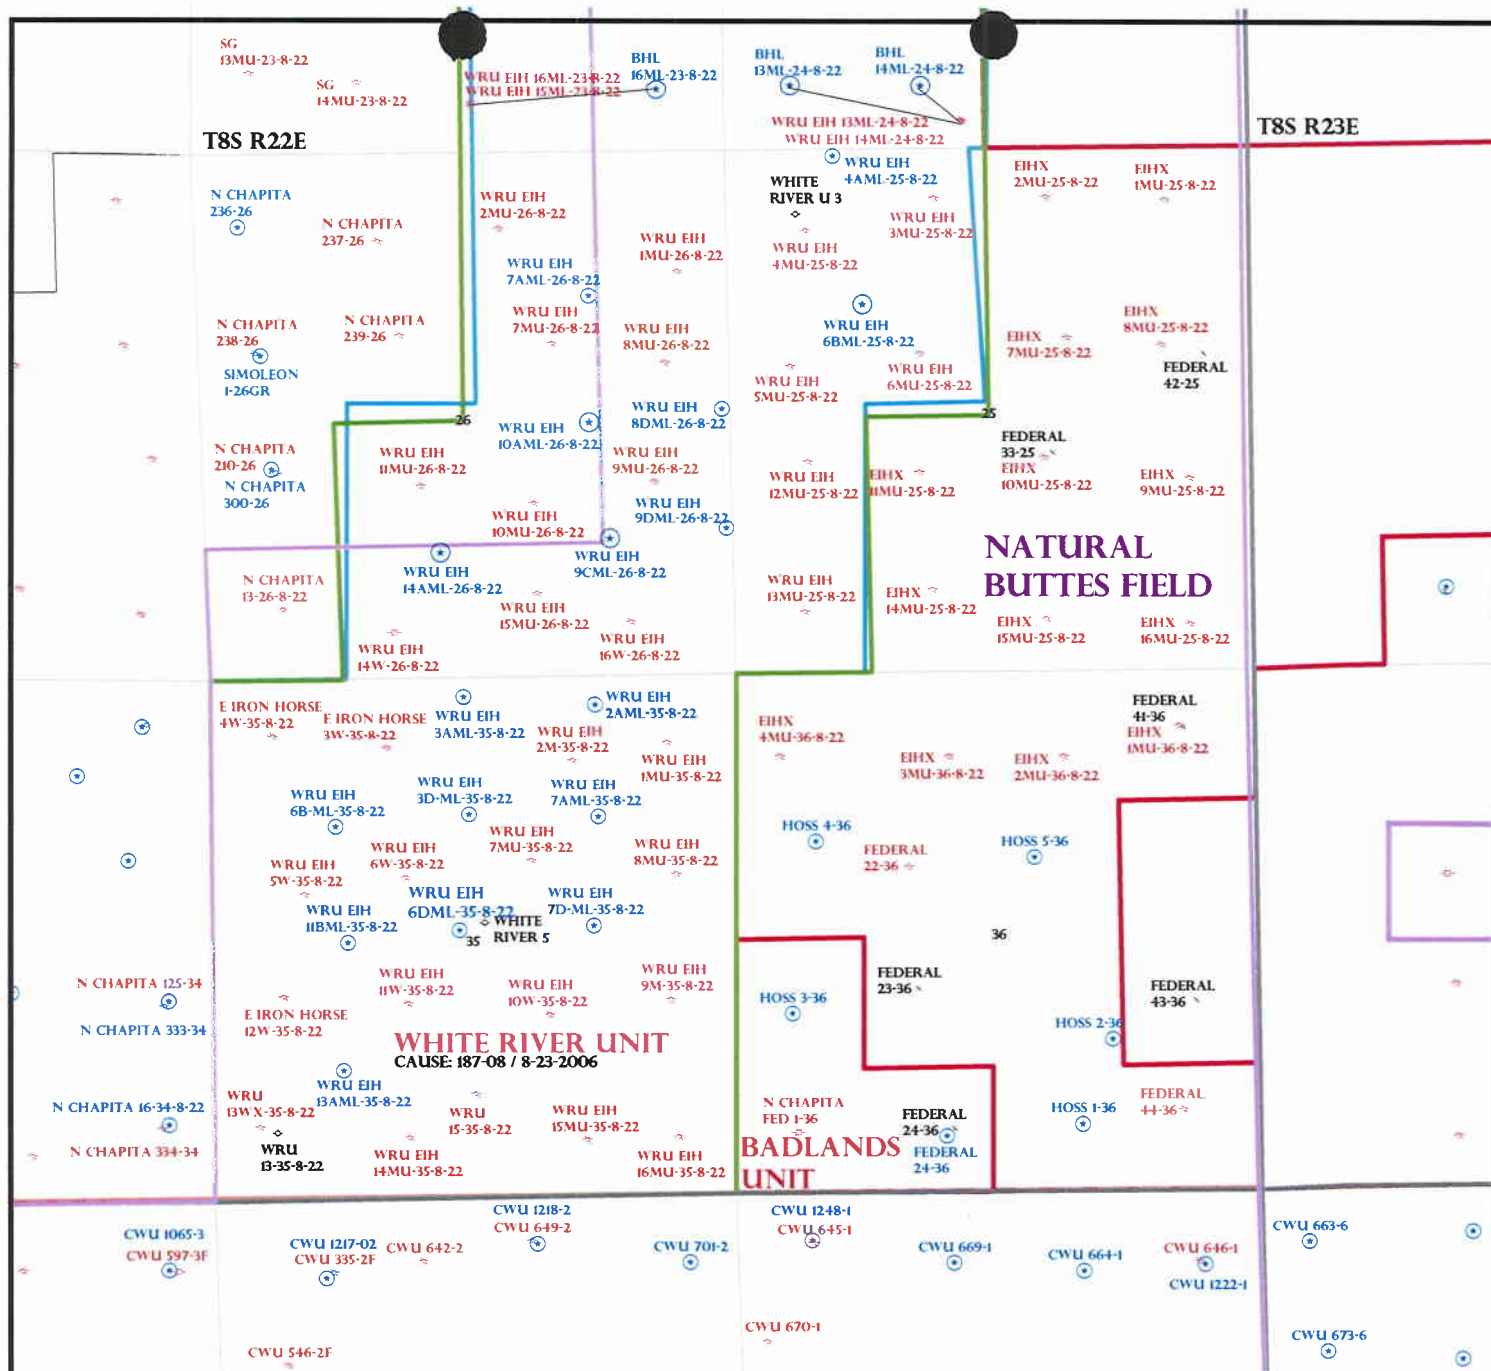 SG
13MU-23-8-22
SG
14MU-23-8-22
WRU EIH 16ML-23-8-22
WRU EIH 15ML-23-8-22
BHL
16ML-23-8-22
BHL
13ML-24-8-22
BHL
14ML-24-8-22
WRU EIH 13ML-24-8-22
WRU EIH 14ML-24-8-22
T8S R22E
T8S R23E
WRU EIH
4AML-25-8-22
WHITE
RIVER U 3
EIHX
2MU-25-8-22
EIHX
1MU-25-8-22
N CHAPITA
236-26
N CHAPITA
237-26
WRU EIH
2MU-26-8-22
WRU EIH
1MU-26-8-22
WRU EIH
3MU-25-8-22
WRU EIH
4MU-25-8-22
WRU EIH
7AML-26-8-22
WRU EIH
7MU-26-8-22
WRU EIH
8MU-26-8-22
WRU EIH
6BML-25-8-22
N CHAPITA
238-26
N CHAPITA
239-26
SIMOLEON
1-26GR
EIHX
7MU-25-8-22
EIHX
8MU-25-8-22
FEDERAL
42-25
WRU EIH
5MU-25-8-22
WRU EIH
6MU-25-8-22
26
25
WRU EIH
8DML-26-8-22
WRU EIH
10AML-26-8-22
N CHAPITA
210-26
N CHAPITA
300-26
WRU EIH
11MU-26-8-22
WRU EIH
9MU-26-8-22
FEDERAL
33-25
EIHX
10MU-25-8-22
WRU EIH
12MU-25-8-22
EIHX
11MU-25-8-22
EIHX
9MU-25-8-22
WRU EIH
10MU-26-8-22
WRU EIH
9DML-26-8-22
WRU EIH
9CML-26-8-22
NATURAL
BUTTES FIELD
WRU EIH
14AML-26-8-22
N CHAPITA
13-26-8-22
WRU EIH
13MU-25-8-22
EIHX
14MU-25-8-22
WRU EIH
15MU-26-8-22
EIHX
15MU-25-8-22
EIHX
16MU-25-8-22
WRU EIH
16W-26-8-22
WRU EIH
14W-26-8-22
E IRON HORSE
4W-35-8-22
E IRON HORSE
3W-35-8-22
WRU EIH
3AML-35-8-22
WRU EIH
2AML-35-8-22
WRU EIH
2M-35-8-22
FEDERAL
41-36
EIHX
1MU-36-8-22
EIHX
4MU-36-8-22
WRU EIH
1MU-35-8-22
EIHX
3MU-36-8-22
EIHX
2MU-36-8-22
WRU EIH
6B-ML-35-8-22
WRU EIH
3D-ML-35-8-22
WRU EIH
7AML-35-8-22
HOSS 4-36
HOSS 5-36
WRU EIH
7MU-35-8-22
WRU EIH
6W-35-8-22
WRU EIH
8MU-35-8-22
FEDERAL
22-36
WRU EIH
5W-35-8-22
WRU EIH
6DML-35-8-22
WRU EIH
7D-ML-35-8-22
WRU EIH
11BML-35-8-22
35
WHITE
RIVER 5
36
N CHAPITA 125-34
N CHAPITA 333-34
WRU EIH
11W-35-8-22
WRU EIH
10W-35-8-22
WRU EIH
9M-35-8-22
HOSS 3-36
FEDERAL
23-36
FEDERAL
43-36
E IRON HORSE
12W-35-8-22
HOSS 2-36
WHITE RIVER UNIT
CAUSE: 187-08 / 8-23-2006
WRU EIH
13AML-35-8-22
N CHAPITA 16-34-8-22
WRU
13WX-35-8-22
WRU
15-35-8-22
WRU EIH
15MU-35-8-22
N CHAPITA
FED 1-36
FEDERAL
24-36
HOSS 1-36
FEDERAL
44-36
N CHAPITA 334-34
WRU
13-35-8-22
WRU EIH
14MU-35-8-22
WRU EIH
16MU-35-8-22
BADLANDS
UNIT
FEDERAL
24-36
CWU 1065-3
CWU 597-3F
CWU 1217-02
CWU 335-2F
CWU 642-2
CWU 1218-2
CWU 649-2
CWU 701-2
CWU 1248-1
CWU 645-1
CWU 669-1
CWU 664-1
CWU 646-1
CWU 1222-1
CWU 663-6
CWU 546-2F
CWU 670-1
CWU 673-6